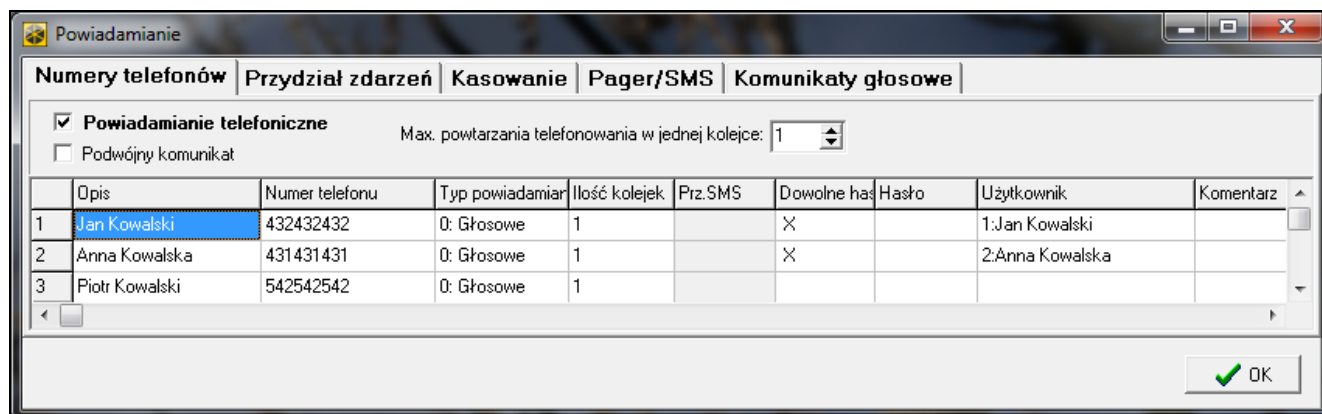 Powiadamianie
Numery telefonów Przydział zdarzeń Kasowanie Pager/SMS Komunikaty głosowe
Powiadamianie telefoniczne Max. powtarzania telefonowania w jednej kolejce: 1
Podwójny komunikat
Opis Numer telefonu Typ powiadamiar Ilość kolejek Prz.SMS Dowolne has Hasło Użytkownik Komentarz
1 Jan Kowalski 432432432 0: Głosowe 1 X 1:Jan Kowalski
2 Anna Kowalska 431431431 0: Głosowe 1 X 2:Anna Kowalska
3 Piotr Kowalski 542542542 0: Głosowe 1
OK